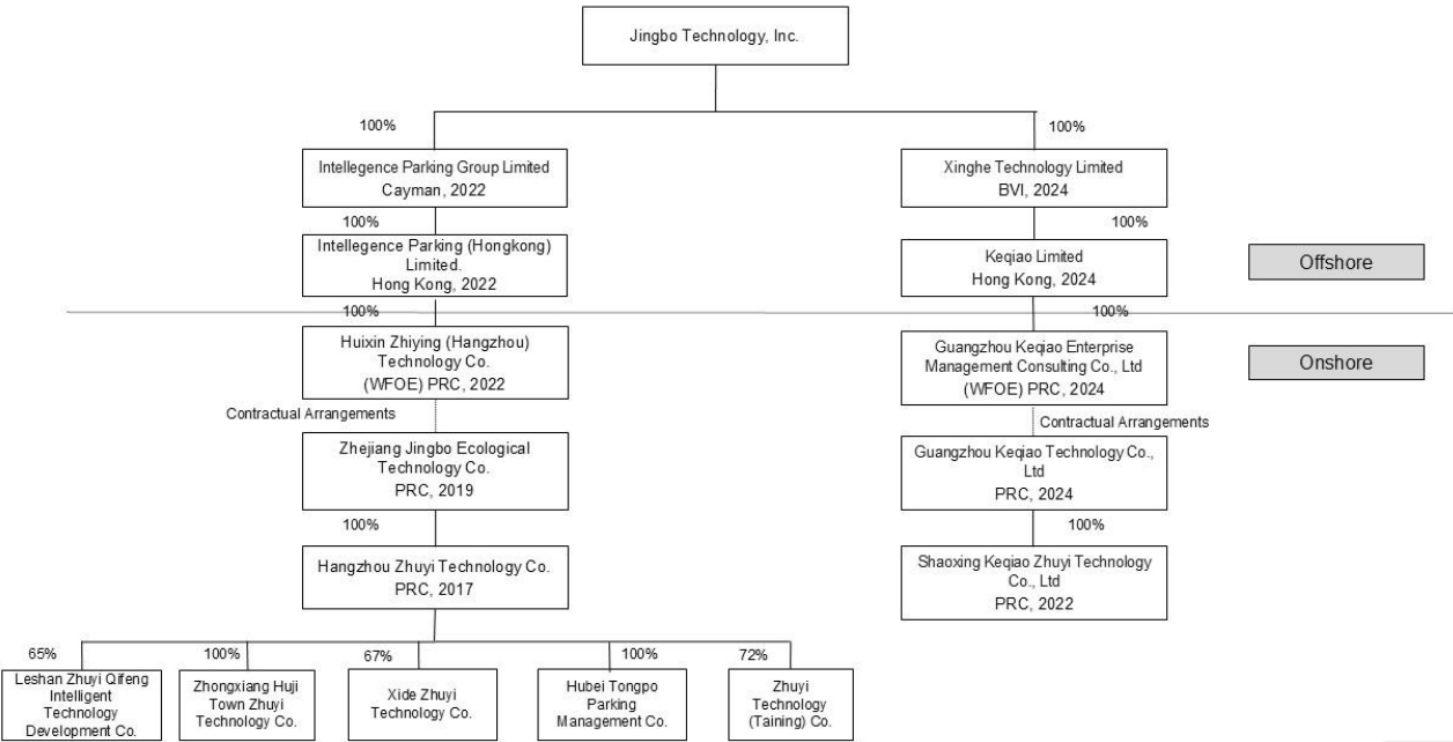 Jingbo Technology, Inc.
100%
100%
Intellegence Parking Group Limited
Cayman, 2022
Xinghe Technology Limited
BVI, 2024
100%
100%
Intellegence Parking (Hongkong)
Limited.
Hong Kong, 2022
Keqiao Limited
Hong Kong, 2024
Offshore
100%
100%
Huixin Zhiying (Hangzhou)
Technology Co.
(WFOE) PRC, 2022
Guangzhou Keqiao Enterprise
Management Consulting Co., Ltd
(WFOE) PRC, 2024
Onshore
Contractual Arrangements
Contractual Arrangements
Zhejiang Jingbo Ecological
Technology Co.
PRC, 2019
Guangzhou Keqiao Technology Co.,
Ltd
PRC, 2024
100%
100%
Hangzhou Zhuyi Technology Co.
PRC, 2017
Shaoxing Keqiao Zhuyi Technology
Co., Ltd
PRC, 2022
65%
100%
67%
100%
72%
Leshan Zhuyi Qifeng
Intelligent
Technology
Development Co.
Zhongxiang Huji
Town Zhuyi
Technology Co.
Xide Zhuyi
Technology Co.
Hubei Tongpo
Parking
Management Co.
Zhuyi
Technology
(Taining) Co.